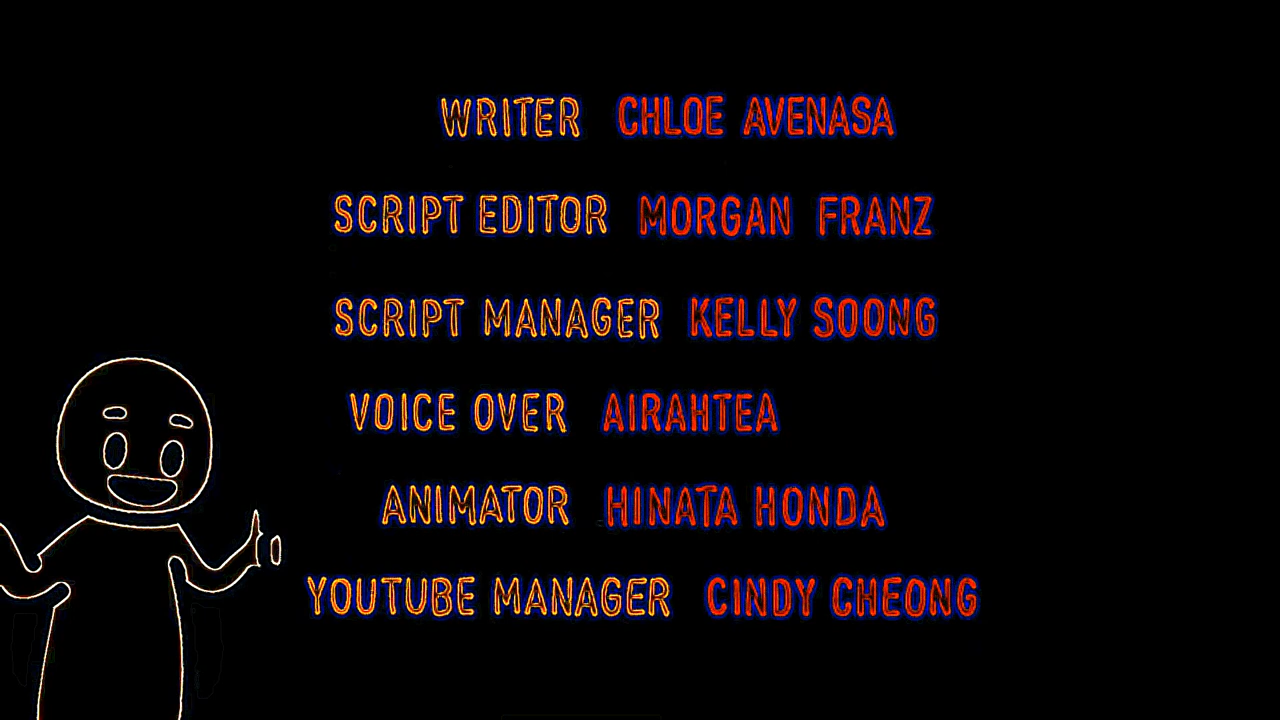 WRITER CHLOE AVENASA
SCRIPT EDITOR MORGAN FRANZ
SCRIPT MANAGER KELLY SOONG
VOICE OVER AIRAHTEA
ANIMATOR HINATA HONDA
YOUTUBE MANAGER CINDY CHEONG